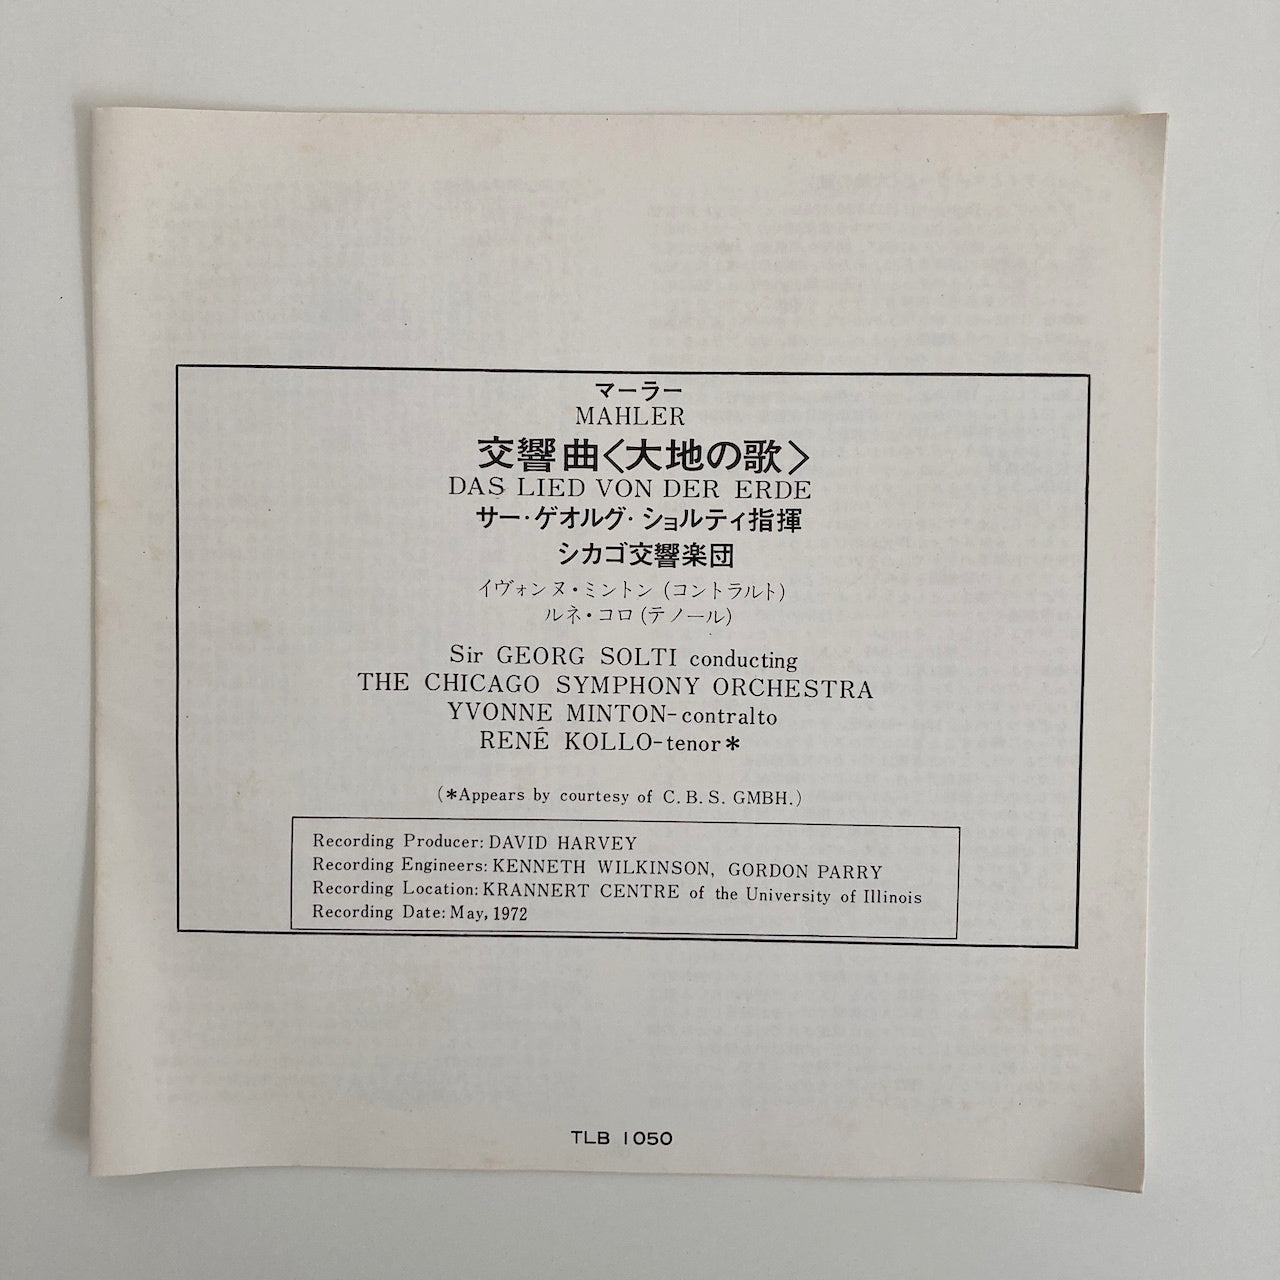 マーラー
MAHLER
交響曲〈大地の歌〉
DAS LIED VON DER ERDE
サー・ゲオルグ・ショルティ指揮
シカゴ交響楽団
イヴォンヌ・ミントン (コントラルト)
ルネ・コロ (テノール)
Sir GEORG SOLTI conducting
THE CHICAGO SYMPHONY ORCHESTRA
YVONNE MINTON-contralto
RENÉ KOLLO-tenor*
(*Appears by courtesy of C.B.S. GMBH.)
Recording Producer: DAVID HARVEY
Recording Engineers: KENNETH WILKINSON, GORDON PARRY
Recording Location: KRANNERT CENTRE of the University of Illinois
Recording Date: May, 1972
TLB 1050